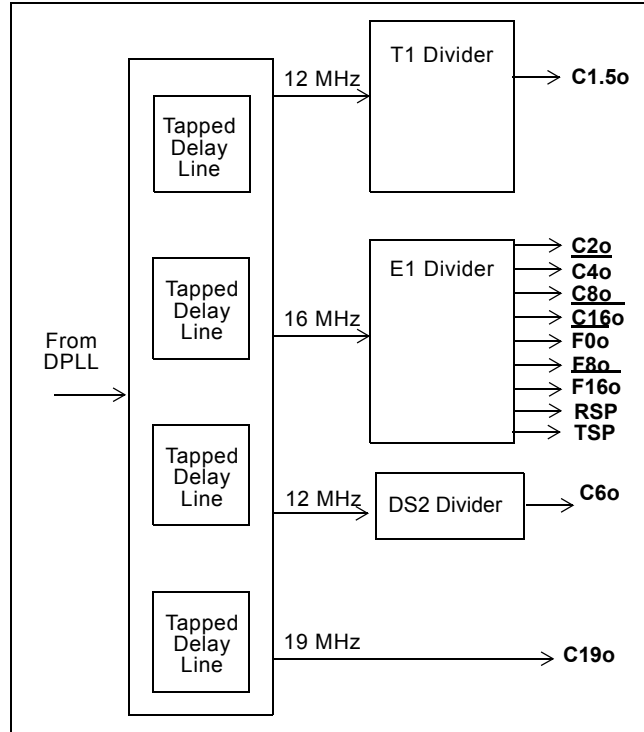 12 MHz
T1 Divider
C1.5o
Tapped
Delay
Line
E1 Divider
C2o
C4o
C8o
C16o
F0o
F8o
F16o
RSP
TSP
Tapped
Delay
Line
16 MHz
From
DPLL
Tapped
Delay
Line
12 MHz
DS2 Divider
C6o
Tapped
Delay
Line
19 MHz
C19o